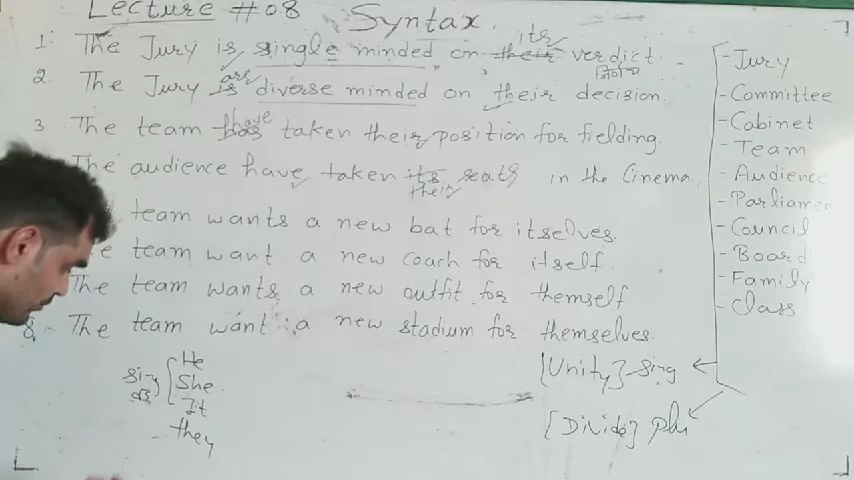 Lecture #08 Syntax.
its
1: The Jury is single minded on their verdict
2. The Jury is are diverse minded on their decision
3 The team has have taken their position for fielding.
The audience have taken its seats in the Cinema
their
team wants a new bat for itselves.
e team want a new coach for itself.
The team wants a new outfit for themself
8- The team want a new stadium for themselves.
- Jury
- Committee
- Cabinet
- Team
- Audience
- Parliamen
- Council
- Board
- Family
- Class
He
She
It
they
[Unity] sing
[Divide] plu